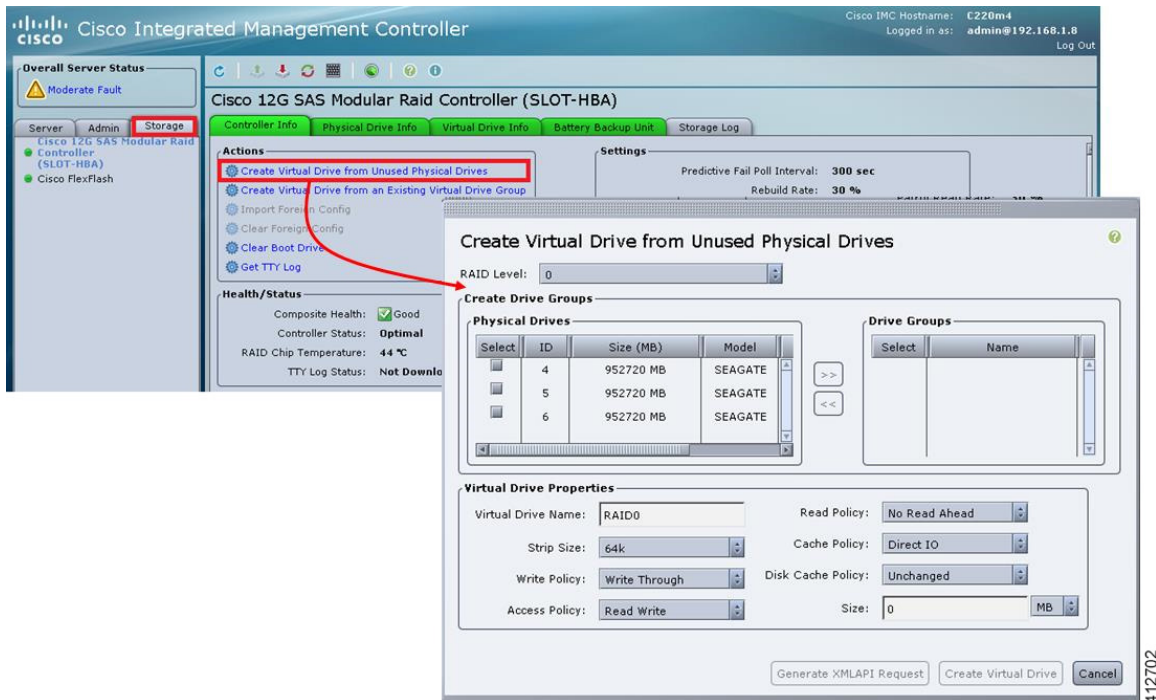 cisco Cisco Integrated Management Controller
Cisco IMC Hostname: C220m4
Logged in as: admin@192.168.1.8
Log Out
Overall Server Status
Moderate Fault
Server Admin Storage
Cisco 12G SAS Modular Raid
Controller
(SLOT-HBA)
Cisco FlexFlash
Cisco 12G SAS Modular Raid Controller (SLOT-HBA)
Controller Info Physical Drive Info Virtual Drive Info Battery Backup Unit Storage Log
Actions
Create Virtual Drive from Unused Physical Drives
Create Virtual Drive from an Existing Virtual Drive Group
Import Foreign Config
Clear Foreign Config
Clear Boot Drive
Get TTY Log
Settings
Predictive Fail Poll Interval: 300 sec
Rebuild Rate: 30 %
Patrol Read Rate: 30 %
Health/Status
Composite Health: Good
Controller Status: Optimal
RAID Chip Temperature: 44 °C
TTY Log Status: Not Downlo
Create Virtual Drive from Unused Physical Drives
RAID Level: 0
Create Drive Groups
Physical Drives
Select ID Size (MB) Model
4 952720 MB SEAGATE
5 952720 MB SEAGATE
6 952720 MB SEAGATE
>>
<<
Drive Groups
Select Name
Virtual Drive Properties
Virtual Drive Name: RAID0
Strip Size: 64k
Write Policy: Write Through
Access Policy: Read Write
Read Policy: No Read Ahead
Cache Policy: Direct IO
Disk Cache Policy: Unchanged
Size: 0 MB
Generate XMLAPI Request Create Virtual Drive Cancel
412702